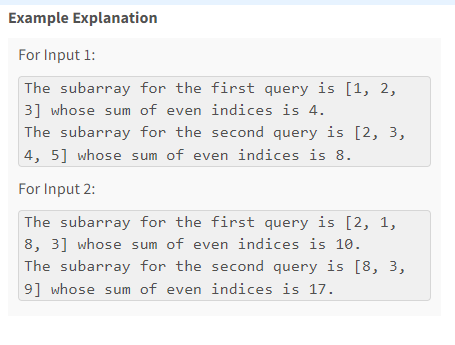 Example Explanation
For Input 1:
The subarray for the first query is [1, 2,
3] whose sum of even indices is 4.
The subarray for the second query is [2, 3,
4, 5] whose sum of even indices is 8.
For Input 2:
The subarray for the first query is [2, 1,
8, 3] whose sum of even indices is 10.
The subarray for the second query is [8, 3,
9] whose sum of even indices is 17.